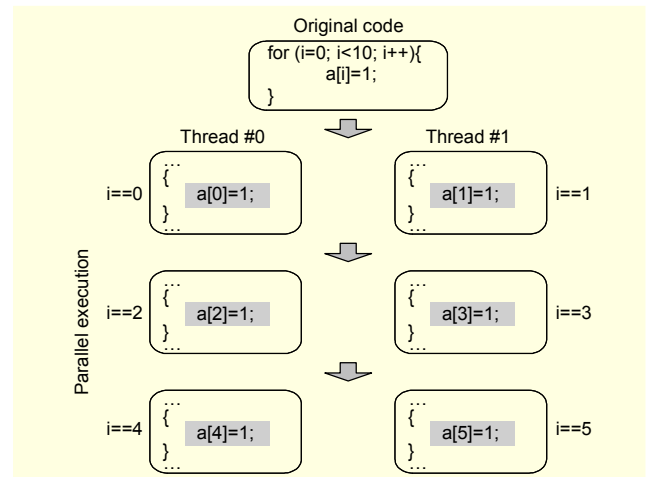 Original code
for (i=0; i<10; i++){
a[i]=1;
}
Thread #0
Thread #1
i==0
...
{
a[0]=1;
}
...
...
{
a[1]=1;
}
...
i==1
Parallel execution
i==2
...
{
a[2]=1;
}
...
...
{
a[3]=1;
}
...
i==3
i==4
...
{
a[4]=1;
}
...
...
{
a[5]=1;
}
...
i==5